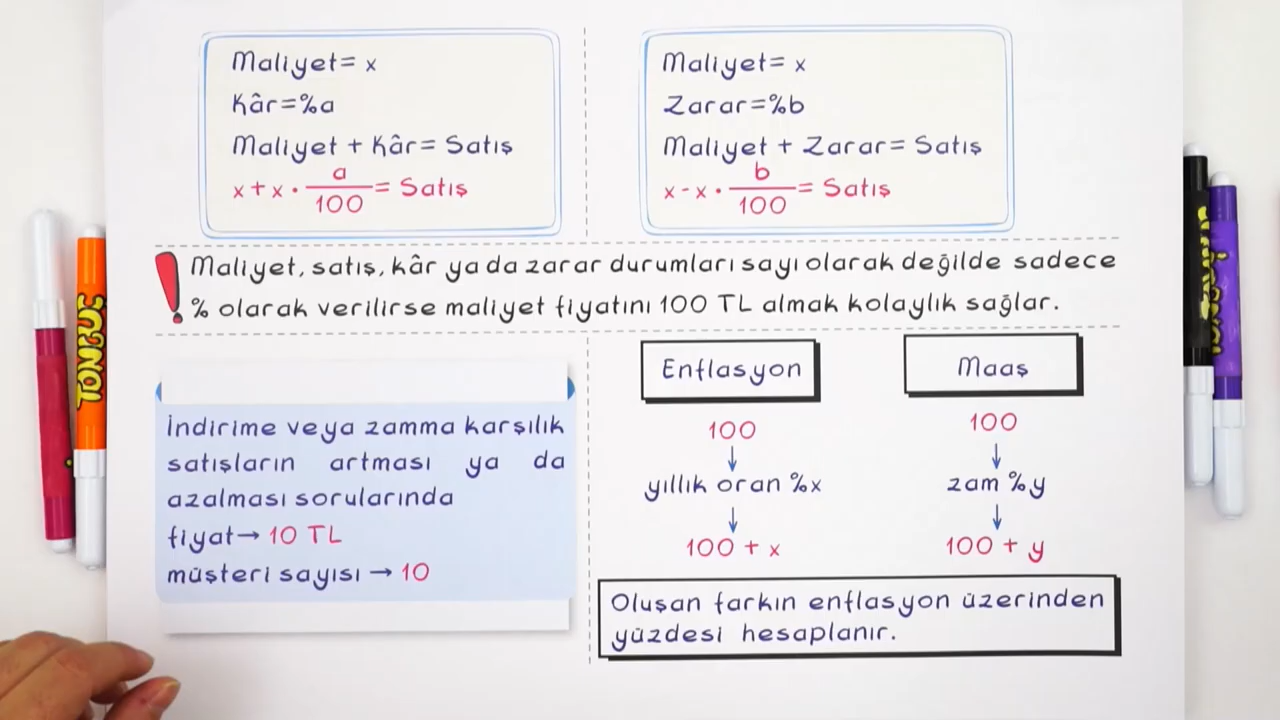 Maliyet= x
Kâr=%a
Maliyet + Kâr= Satış
x + x · a/100 = Satış
Maliyet= x
Zarar=%b
Maliyet + Zarar= Satış
x - x · b/100 = Satış
! Maliyet, satış, kâr ya da zarar durumları sayı olarak değilde sadece
% olarak verilirse maliyet fiyatını 100 TL almak kolaylık sağlar.
İndirime veya zamma karşılık
satışların artması ya da
azalması sorularında
fiyat→ 10 TL
müşteri sayısı → 10
Enflasyon
100
↓
yıllık oran %x
↓
100 + x
Maaş
100
↓
zam %y
↓
100 + y
Oluşan farkın enflasyon üzerinden
yüzdesi hesaplanır.
TONGUÇ